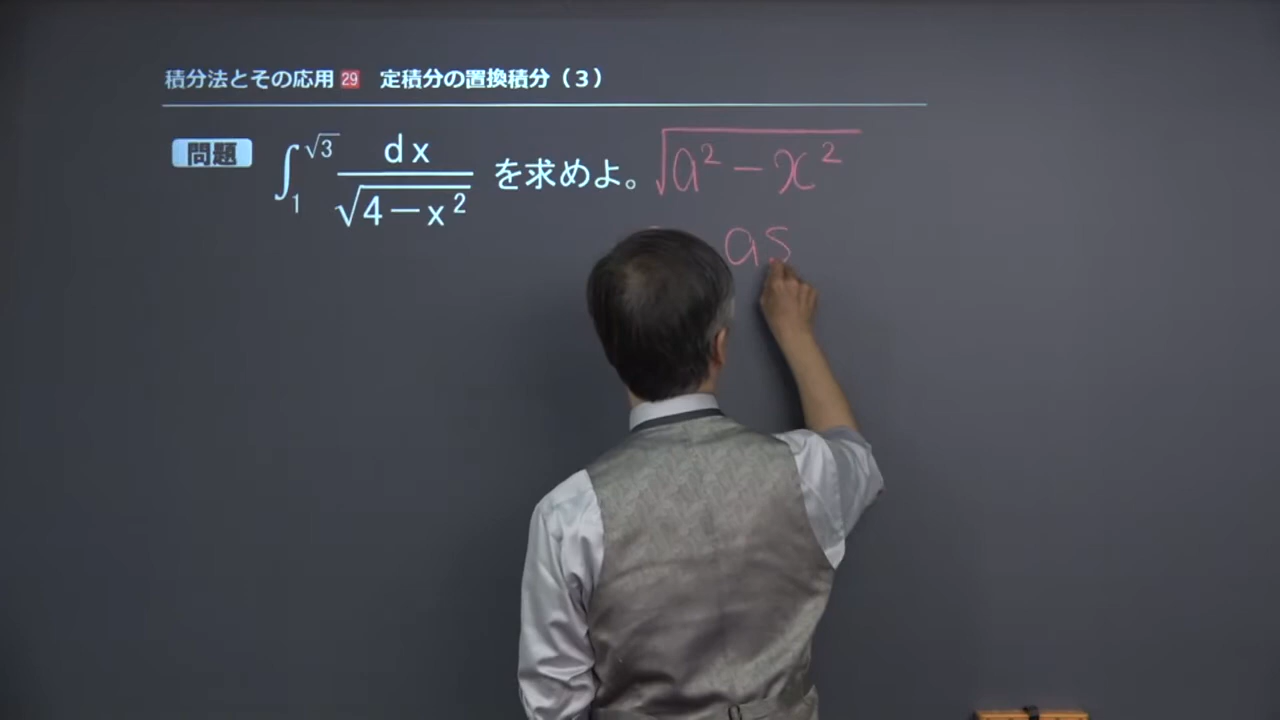 積分法とその応用 29 定積分の置換積分(3)
問題 ∫₁^√3 dx/√(4－x²) を求めよ。 √(a²－x²)
as